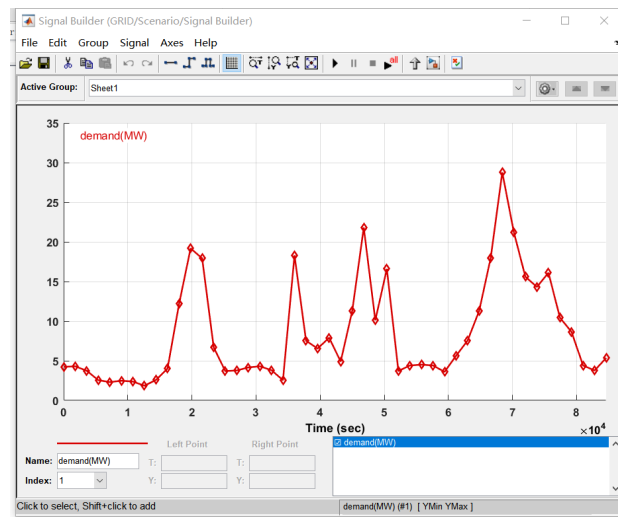 Signal Builder (GRID/Scenario/Signal Builder)
File Edit Group Signal Axes Help
all
Active Group: Sheet1
demand(MW)
35
30
25
20
15
10
5
0
0 1 2 3 4 5 6 7 8
Time (sec)
×10⁴
Left Point Right Point
Name: demand(MW) T: T:
Index: 1 Y: Y:
demand(MW)
Click to select, Shift+click to add demand(MW) (#1) [ YMin YMax ]